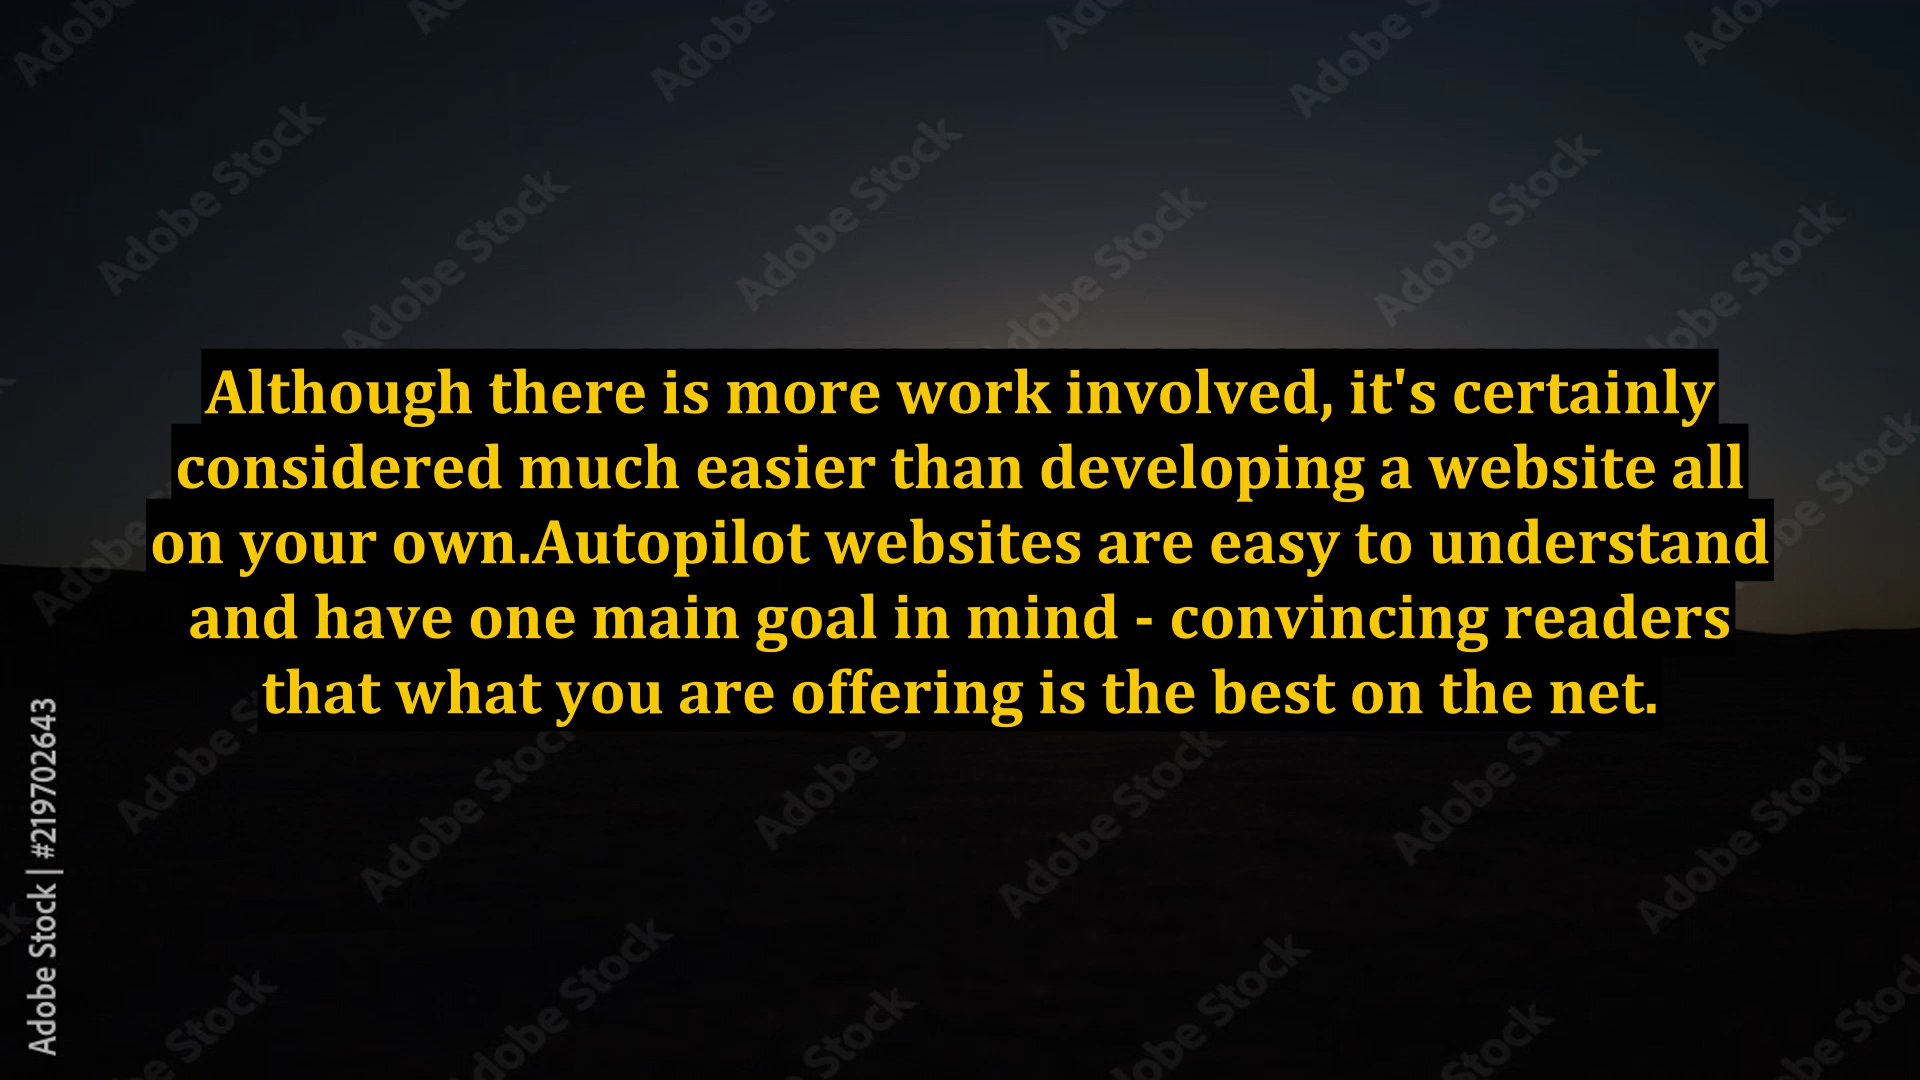 Although there is more work involved, it's certainly
considered much easier than developing a website all
on your own.Autopilot websites are easy to understand
and have one main goal in mind - convincing readers
that what you are offering is the best on the net.
Adobe Stock | #219702643
Adobe Stock